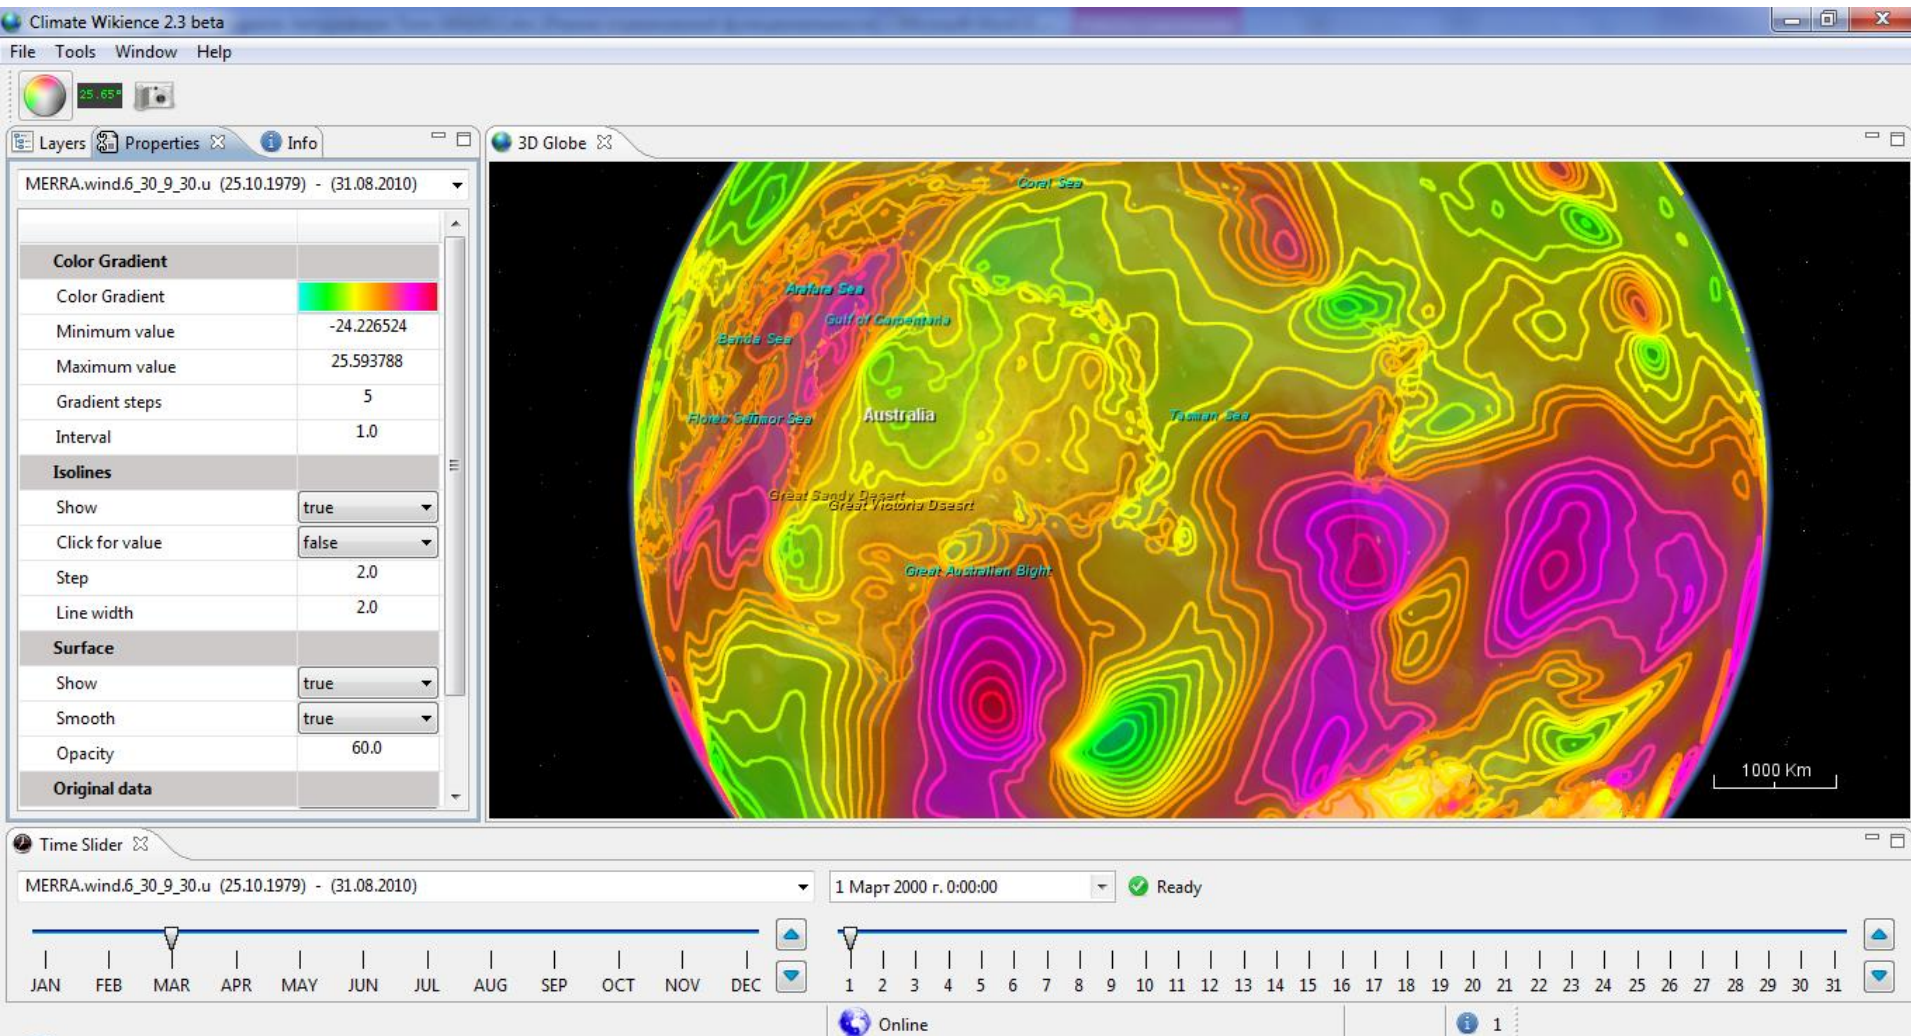 Climate Wikience 2.3 beta
File Tools Window Help
25.65°
Layers Properties Info
3D Globe
MERRA.wind.6_30_9_30.u (25.10.1979) - (31.08.2010)
Color Gradient
Color Gradient
Minimum value -24.226524
Maximum value 25.593788
Gradient steps 5
Interval 1.0
Isolines
Show true
Click for value false
Step 2.0
Line width 2.0
Surface
Show true
Smooth true
Opacity 60.0
Original data
Coral Sea
Arafura Sea
Gulf of Carpentaria
Banda Sea
Flores Sea
Timor Sea
Australia
Tasman Sea
Great Sandy Desert
Great Victoria Dsesrt
Great Australian Bight
1000 Km
Time Slider
MERRA.wind.6_30_9_30.u (25.10.1979) - (31.08.2010)
1 Март 2000 г. 0:00:00
Ready
JAN FEB MAR APR MAY JUN JUL AUG SEP OCT NOV DEC
1 2 3 4 5 6 7 8 9 10 11 12 13 14 15 16 17 18 19 20 21 22 23 24 25 26 27 28 29 30 31
Online
1